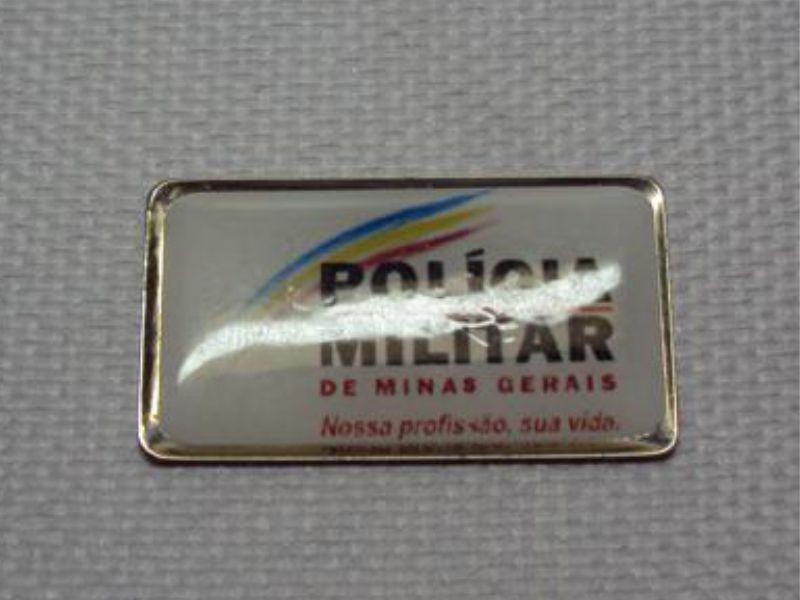 POLÍCIA
MILITAR
DE MINAS GERAIS
Nossa profissão, sua vida.